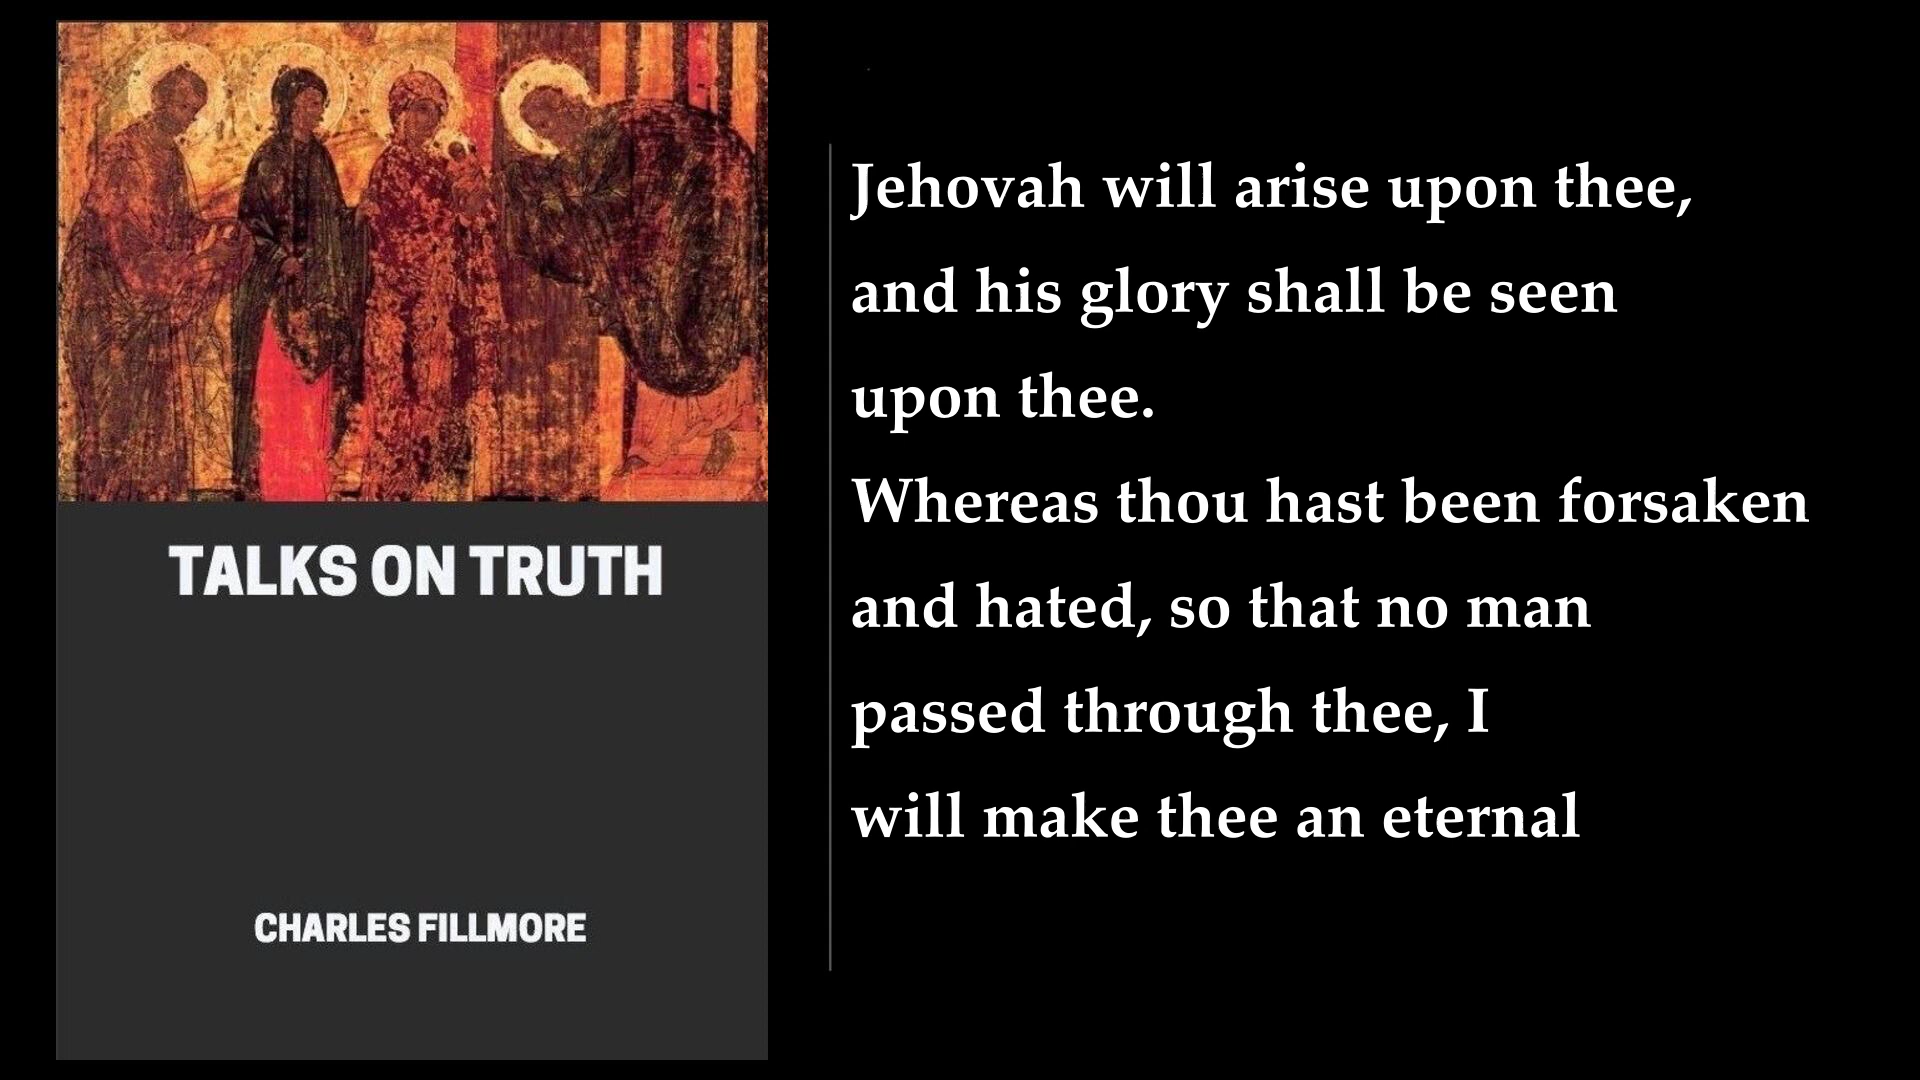 TALKS ON TRUTH
CHARLES FILLMORE
Jehovah will arise upon thee,
and his glory shall be seen
upon thee.
Whereas thou hast been forsaken
and hated, so that no man
passed through thee, I
will make thee an eternal